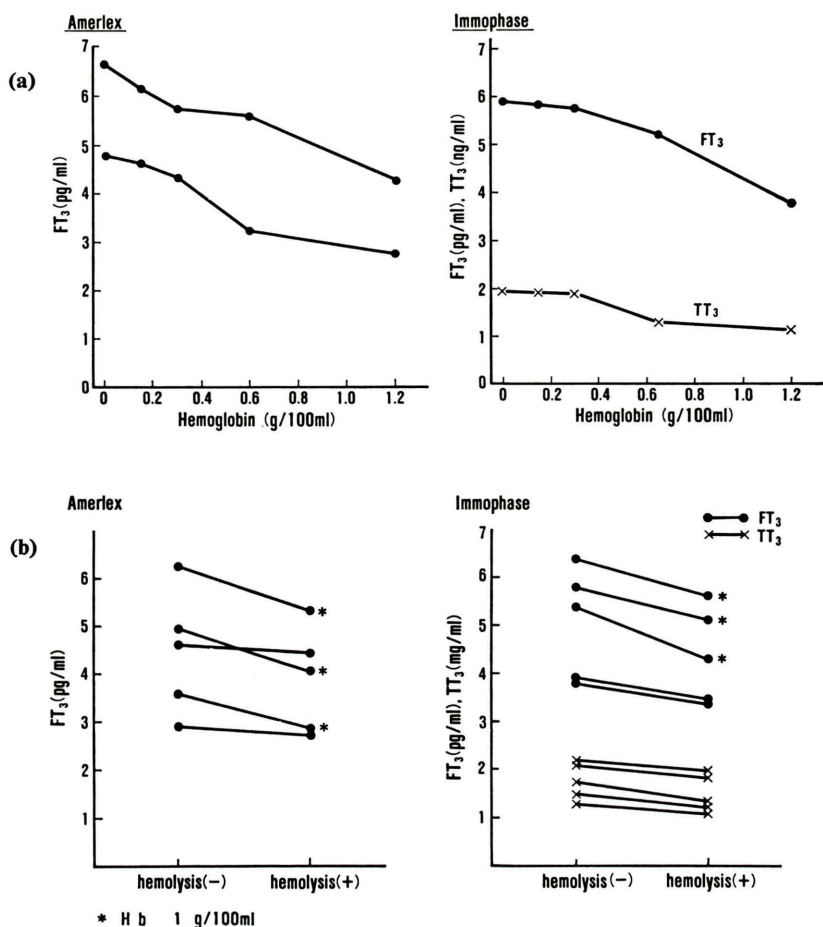 Amerlex
(a)
7
6
5
4
3
2
1
0
FT3(pg/ml)
0 0.2 0.4 0.6 0.8 1.0 1.2
Hemoglobin (g/100ml)
Immophase
7
6
5
4
3
2
1
0
FT3(pg/ml), TT3(ng/ml)
FT3
TT3
0 0.2 0.4 0.6 0.8 1.0 1.2
Hemoglobin (g/100ml)
(b)
Amerlex
6
5
4
3
2
1
FT3(pg/ml)
*
*
*
hemolysis(-) hemolysis(+)
* Hb 1 g/100ml
Immophase
FT3
TT3
7
6
5
4
3
2
1
FT3(pg/ml), TT3(mg/ml)
*
*
*
hemolysis(-) hemolysis(+)